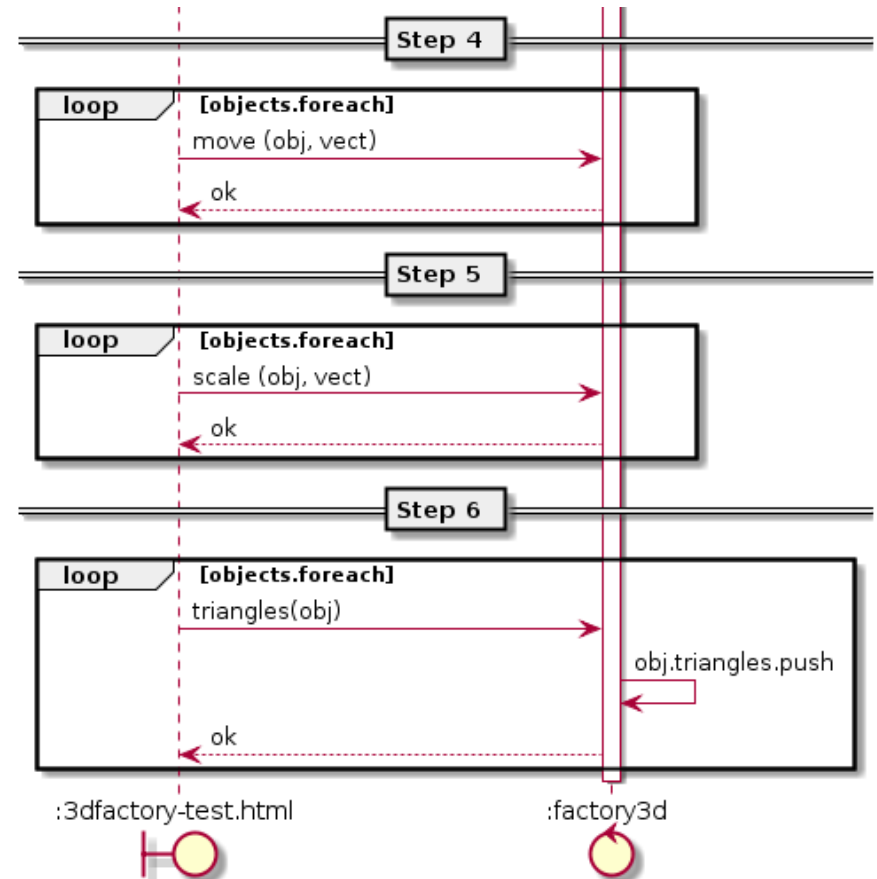 Step 4
loop [objects.foreach]
move (obj, vect)
ok
Step 5
loop [objects.foreach]
scale (obj, vect)
ok
Step 6
loop [objects.foreach]
triangles(obj)
obj.triangles.push
ok
:3dfactory-test.html :factory3d